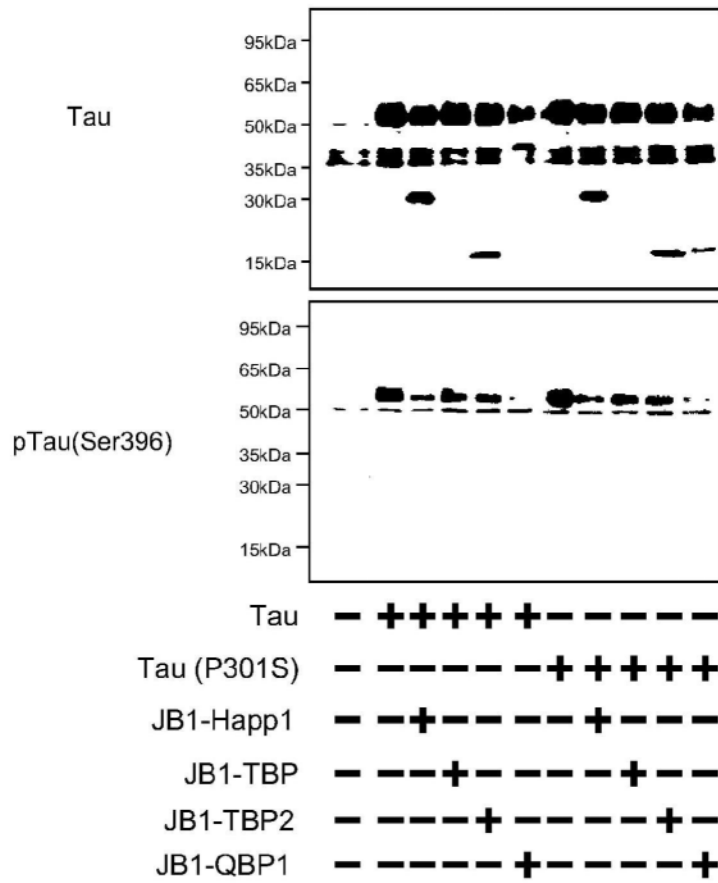 95kDa
65kDa
Tau
50kDa
35kDa
30kDa
15kDa
95kDa
65kDa
50kDa
pTau(Ser396)
35kDa
30kDa
15kDa
Tau − + + + + + − − − − −
Tau (P301S) − − − − − − + + + + +
JB1-Happ1 − − + − − − − + − − −
JB1-TBP − − − + − − − − + − −
JB1-TBP2 − − − − + − − − − + −
JB1-QBP1 − − − − − + − − − − +